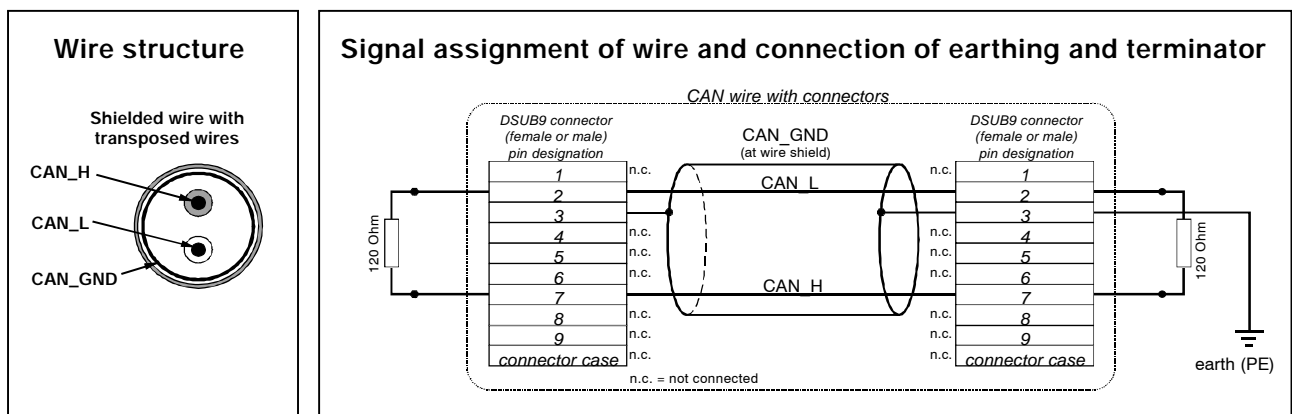 Wire structure
Shielded wire with
transposed wires
CAN_H
CAN_L
CAN_GND
Signal assignment of wire and connection of earthing and terminator
CAN wire with connectors
DSUB9 connector
(female or male)
pin designation
1
2
3
4
5
6
7
8
9
connector case
n.c.
n.c.
n.c.
n.c.
n.c.
n.c.
n.c.
120 Ohm
CAN_GND
(at wire shield)
CAN_L
CAN_H
n.c. = not connected
DSUB9 connector
(female or male)
pin designation
n.c.
n.c.
n.c.
n.c.
n.c.
n.c.
n.c.
1
2
3
4
5
6
7
8
9
connector case
120 Ohm
earth (PE)